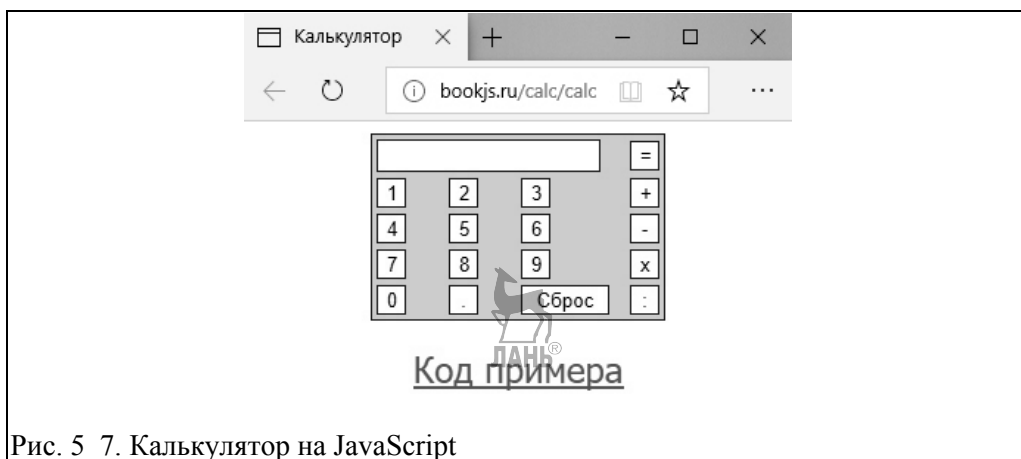 Калькулятор
bookjs.ru/calc/calc
=
1 2 3 +
4 5 6 -
7 8 9 x
0 . Сброс :
ЛАНЬ®
Код примера
Рис. 5 7. Калькулятор на JavaScript